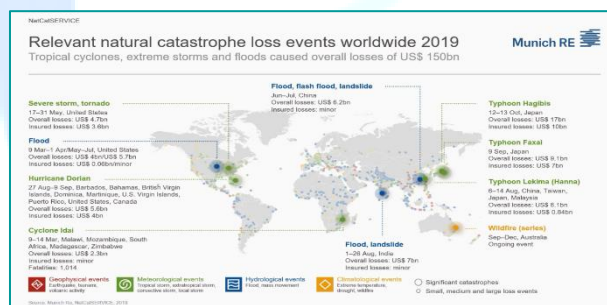 NatCatSERVICE
Relevant natural catastrophe loss events worldwide 2019
Tropical cyclones, extreme storms and floods caused overall losses of US$ 150bn
Munich RE
Flood, flash flood, landslide
Jun–Jul, China
Overall losses: US$ 6.2bn
Insured losses: minor
Severe storm, tornado
17–31 May, United States
Overall losses: US$ 4.7bn
Insured losses: US$ 3.6bn
Flood
9 Mar–1 Apr/May–Jul, United States
Overall losses: US$ 4bn/US$ 5.7bn
Insured losses: US$ 0.06bn/minor
Hurricane Dorian
27 Aug–9 Sep, Barbados, Bahamas, British Virgin
Islands, Dominica, Martinique, U.S. Virgin Islands,
Puerto Rico, United States, Canada
Overall losses: US$ 5.6bn
Insured losses: US$ 4bn
Cyclone Idai
9–14 Mar, Malawi, Mozambique, South
Africa, Madagascar, Zimbabwe
Overall losses: US$ 2.3bn
Insured losses: minor
Fatalities: 1,014
Typhoon Hagibis
12–13 Oct, Japan
Overall losses: US$ 17bn
Insured losses: US$ 10bn
Typhoon Faxai
9 Sep, Japan
Overall losses: US$ 9.1bn
Insured losses: US$ 7bn
Typhoon Lekima (Hanna)
6–14 Aug, China, Taiwan,
Japan, Malaysia
Overall losses: US$ 8.1bn
Insured losses: US$ 0.84bn
Wildfire (series)
Sep–Dec, Australia
Ongoing event
Flood, landslide
1–28 Aug, India
Overall losses: US$ 7bn
Insured losses: minor
Geophysical events
Earthquake, tsunami,
volcanic activity
Meteorological events
Tropical storm, extratropical storm,
convective storm, local storm
Hydrological events
Flood, mass movement
Climatological events
Extreme temperature,
drought, wildfire
Significant catastrophes
Small, medium and large loss events
Source: Munich Re, NatCatSERVICE, 2019